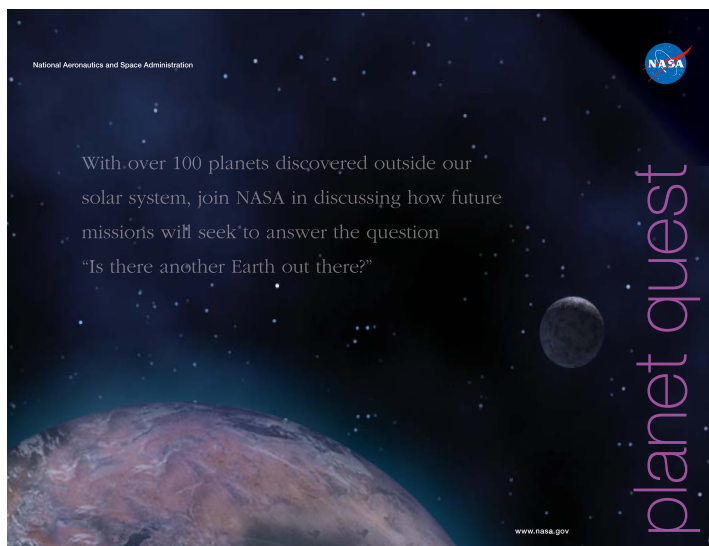 National Aeronautics and Space Administration
NASA
With over 100 planets discovered outside our
solar system, join NASA in discussing how future
missions will seek to answer the question
“Is there another Earth out there?”
planet quest
www.nasa.gov